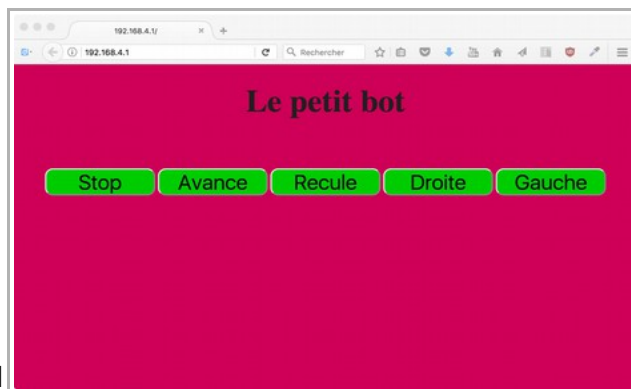 192.168.4.1/
192.168.4.1
Rechercher
Le petit bot
Stop Avance Recule Droite Gauche